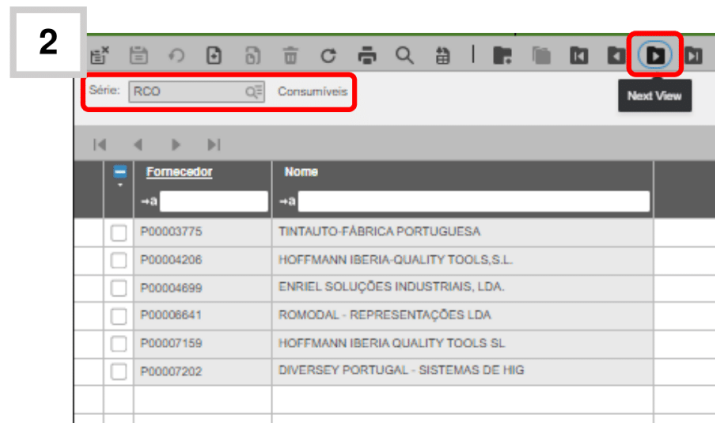 2
Série: RCO Consumíveis
Next View
Fornecedor Nome
→a →a
P00003775 TINTAUTO-FÁBRICA PORTUGUESA
P00004206 HOFFMANN IBERIA-QUALITY TOOLS,S.L.
P00004699 ENRIEL SOLUÇÕES INDUSTRIAIS, LDA.
P00006641 ROMODAL - REPRESENTAÇÕES LDA
P00007159 HOFFMANN IBERIA QUALITY TOOLS SL
P00007202 DIVERSEY PORTUGAL - SISTEMAS DE HIG